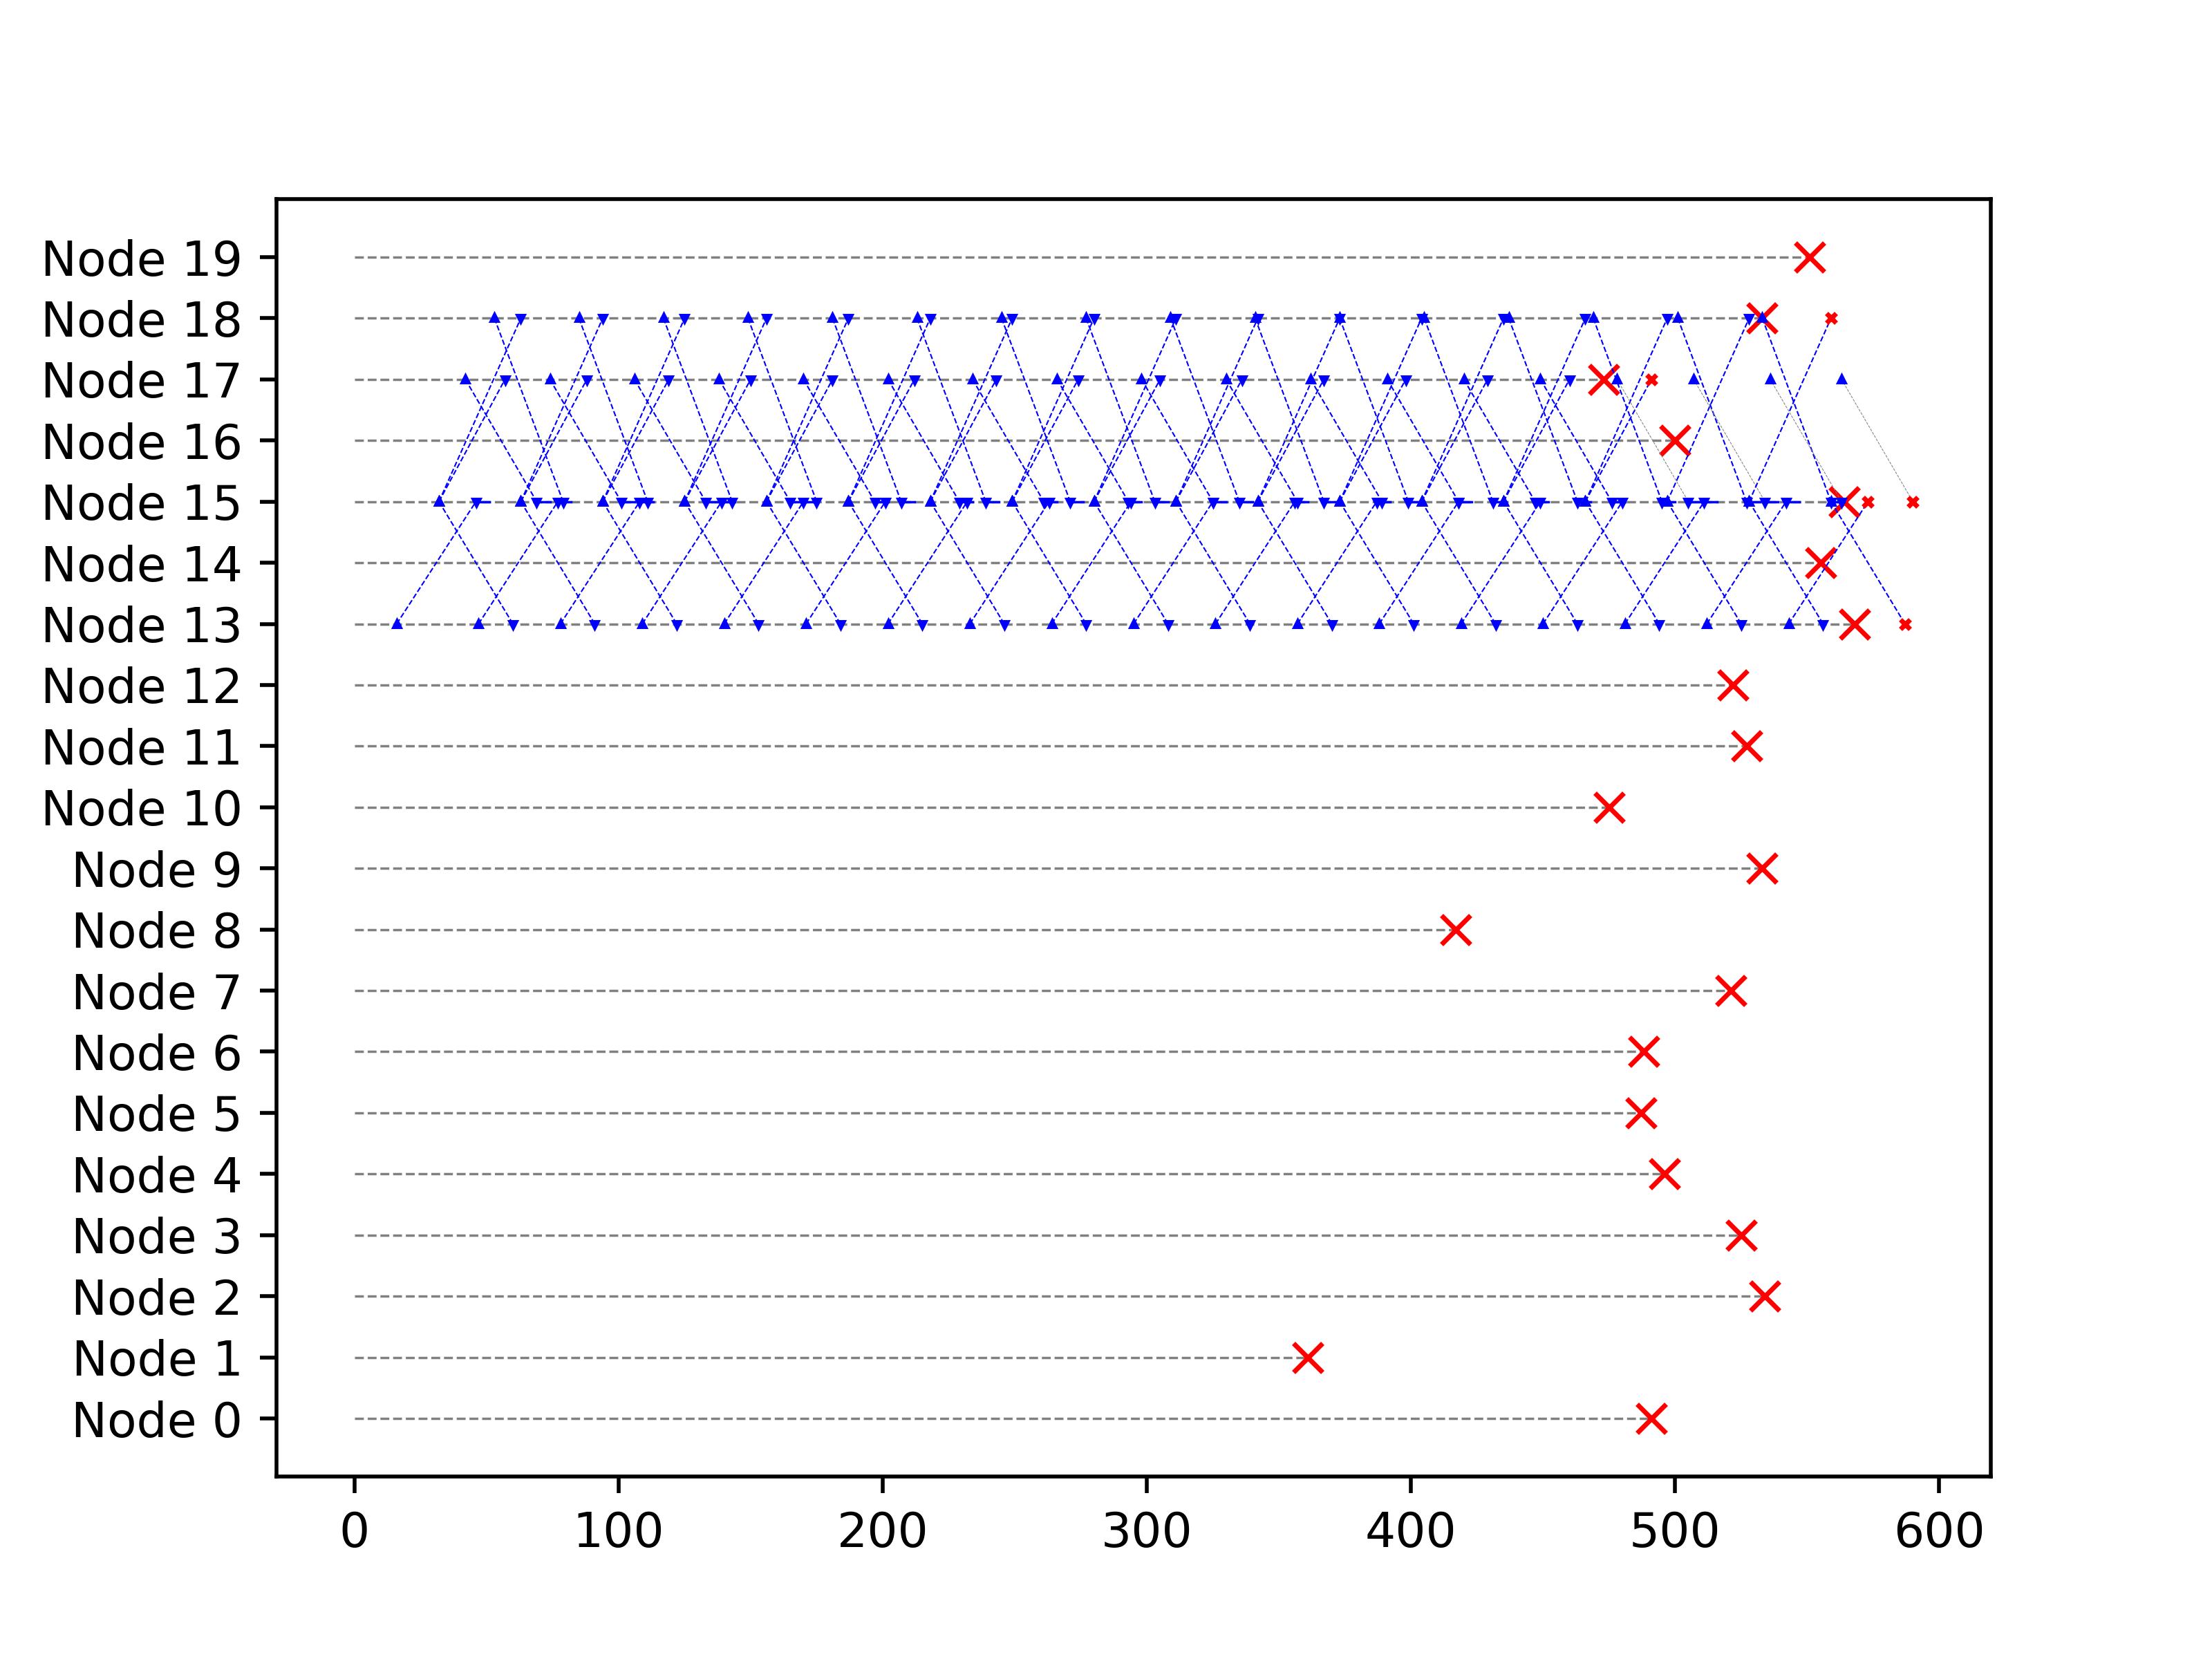 Node 19
Node 18
Node 17
Node 16
Node 15
Node 14
Node 13
Node 12
Node 11
Node 10
Node 9
Node 8
Node 7
Node 6
Node 5
Node 4
Node 3
Node 2
Node 1
Node 0
0 100 200 300 400 500 600